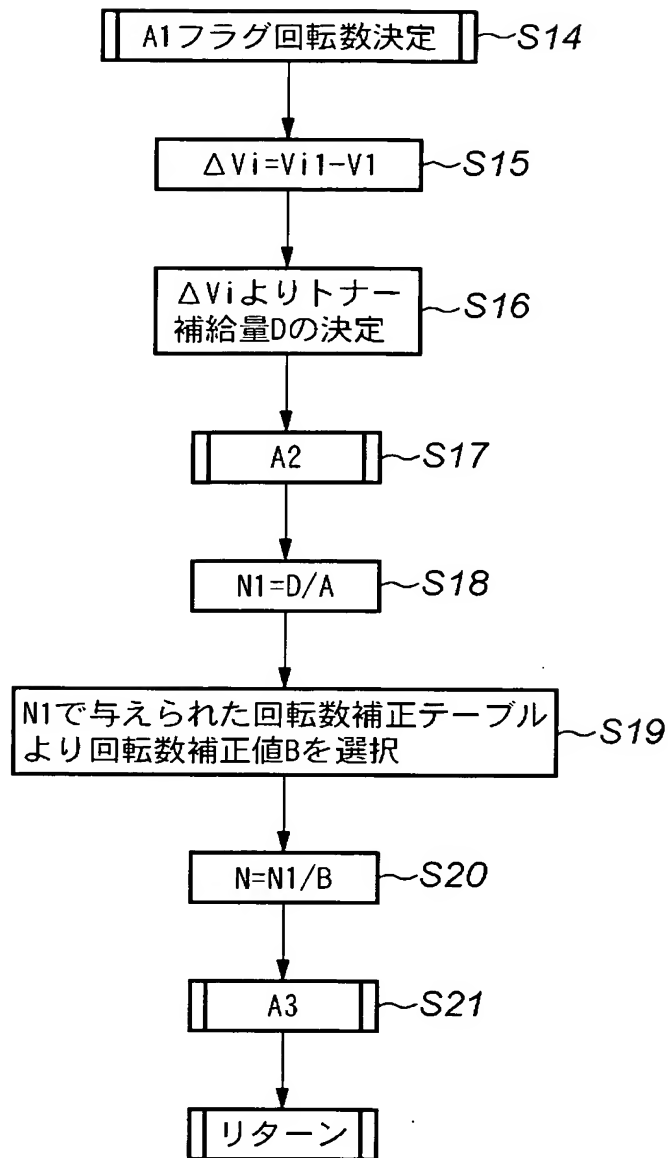 A1フラグ回転数決定 S14
ΔVi=Vi1-V1 S15
ΔViよりトナー
補給量Dの決定 S16
A2 S17
N1=D/A S18
N1で与えられた回転数補正テーブル
より回転数補正値Bを選択 S19
N=N1/B S20
A3 S21
リターン